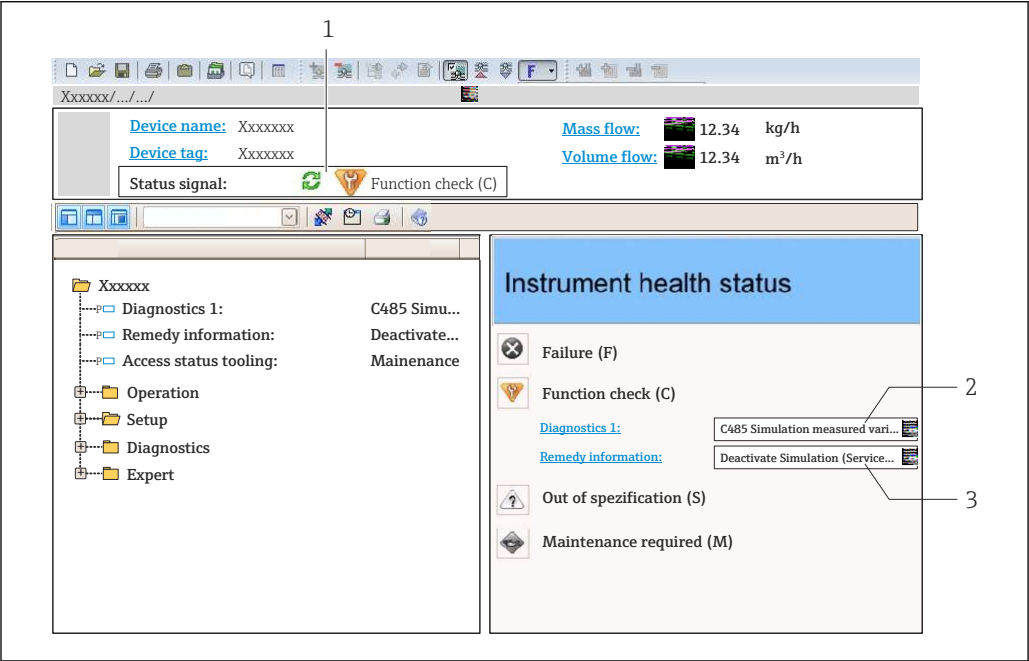 1
F
Xxxxxx/.../.../
Device name: Xxxxxxx
Mass flow: 12.34 kg/h
Device tag: Xxxxxxx
Volume flow: 12.34 m³/h
Status signal: Function check (C)
Xxxxxx
Diagnostics 1: C485 Simu...
Remedy information: Deactivate...
Access status tooling: Mainenance
Operation
Setup
Diagnostics
Expert
Instrument health status
Failure (F)
Function check (C)
2
Diagnostics 1: C485 Simulation measured vari...
Remedy information: Deactivate Simulation (Service...
3
Out of spezification (S)
Maintenance required (M)